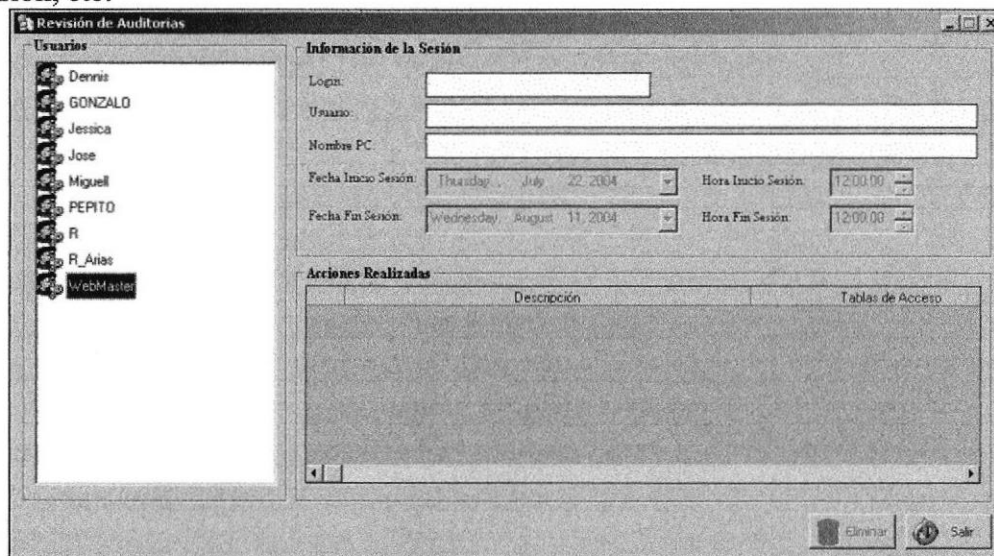 Revisión de Auditorias
Usuarios
Dennis
GONZALO
Jessica
Jose
Miguell
PEPITO
R
R_Arias
WebMaster
Información de la Sesión
Login:
Usuario:
Nombre PC
Fecha Inicio Sesión: Thursday , July 22, 2004 Hora Inicio Sesión: 12:00:00
Fecha Fin Sesión: Wednesday, August 11, 2004 Hora Fin Sesión: 12:00:00
Acciones Realizadas
Descripción Tablas de Acceso
Eliminar Salir